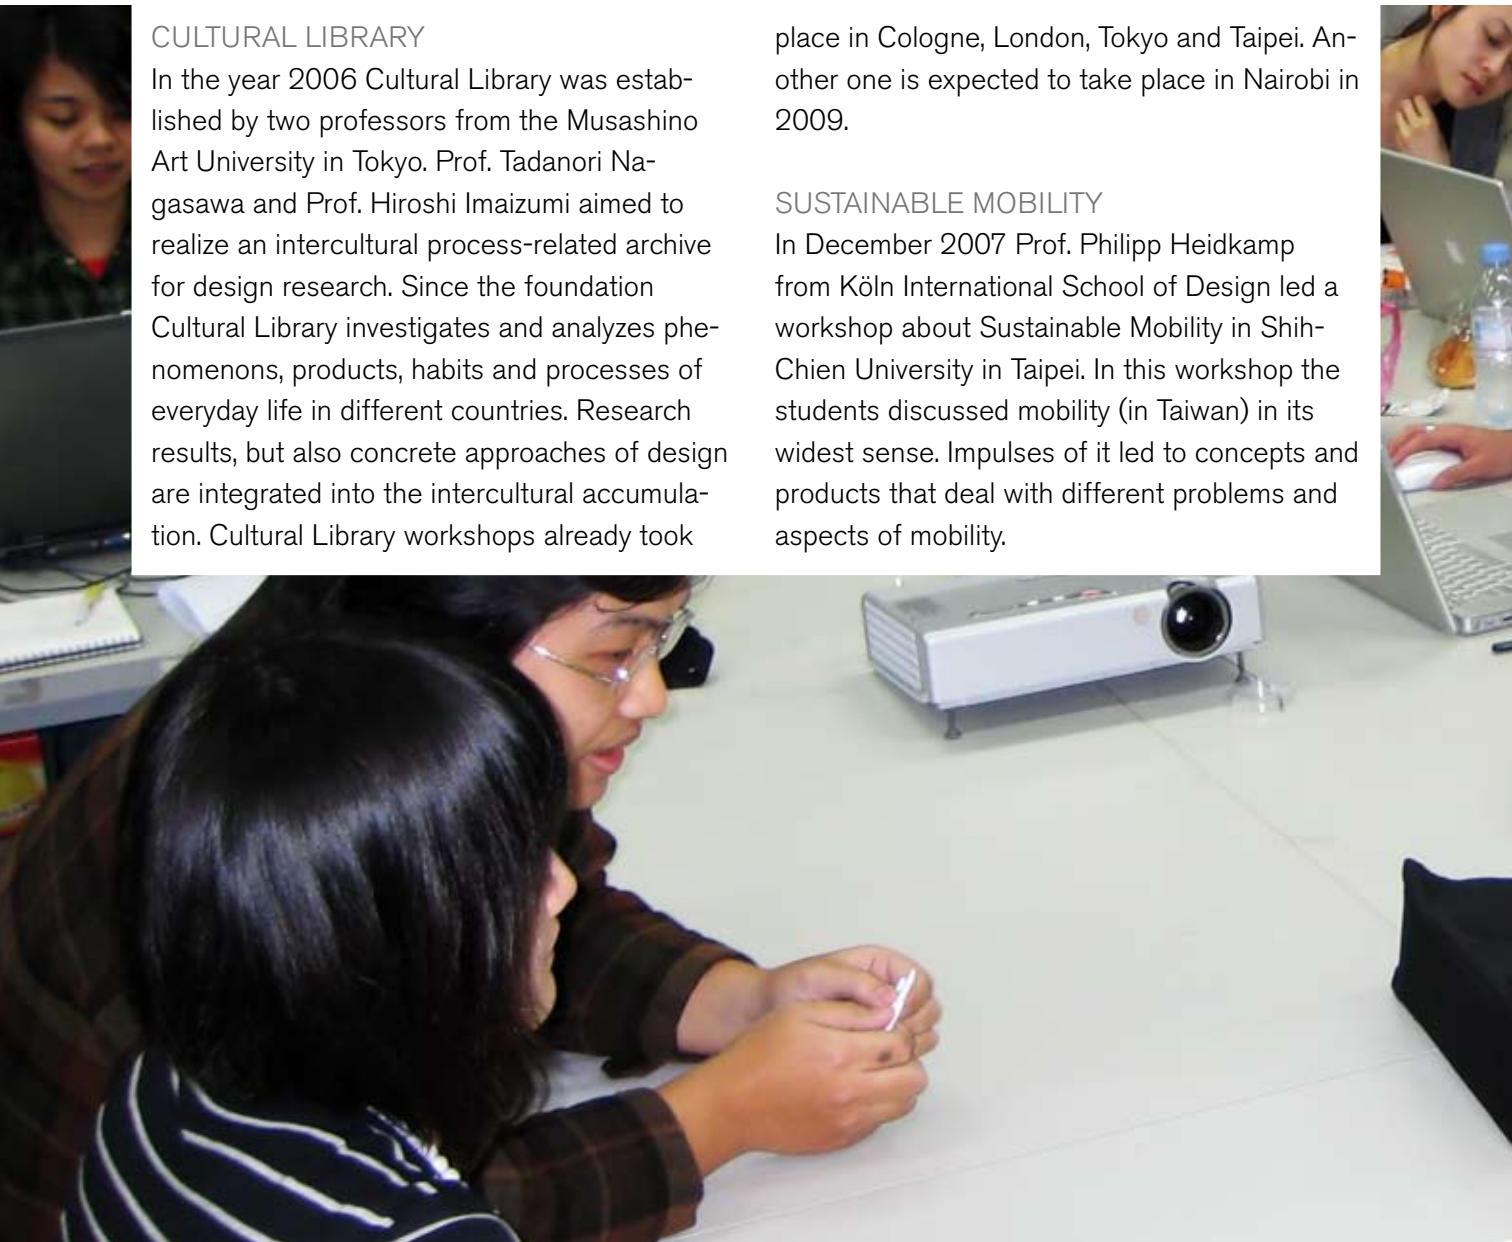 CULTURAL LIBRARY
In the year 2006 Cultural Library was estab-
lished by two professors from the Musashino
Art University in Tokyo. Prof. Tadanori Na-
gasawa and Prof. Hiroshi Imaizumi aimed to
realize an intercultural process-related archive
for design research. Since the foundation
Cultural Library investigates and analyzes phe-
nomenons, products, habits and processes of
everyday life in different countries. Research
results, but also concrete approaches of design
are integrated into the intercultural accumula-
tion. Cultural Library workshops already took
place in Cologne, London, Tokyo and Taipei. An-
other one is expected to take place in Nairobi in
2009.
SUSTAINABLE MOBILITY
In December 2007 Prof. Philipp Heidkamp
from Köln International School of Design led a
workshop about Sustainable Mobility in Shih-
Chien University in Taipei. In this workshop the
students discussed mobility (in Taiwan) in its
widest sense. Impulses of it led to concepts and
products that deal with different problems and
aspects of mobility.